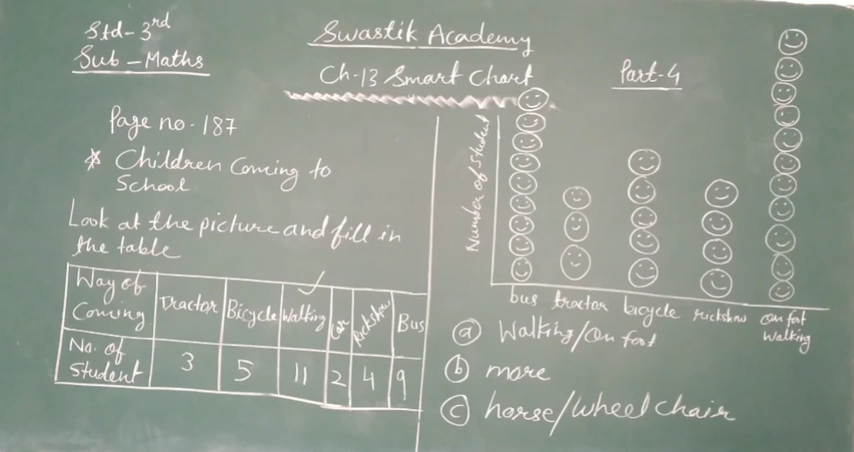 Std-3rd
Sub-Maths
Swastik Academy
Ch-13 Smart Chart
Part-4
Page no-187
* Children Coming to
School
Look at the picture and fill in
the table
Way of Coming Tractor Bicycle Walking Car Rickshaw Bus
No. of Student 3 5 11 2 4 9
Number of Student
bus tractor bicycle rickshaw on foot
Walking
(a) Walking/On foot
(b) more
(c) horse/wheel chair